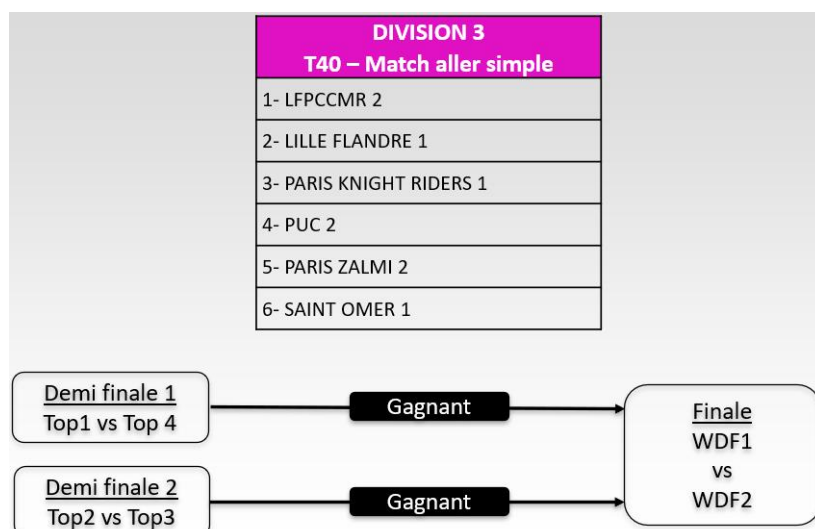 DIVISION 3
T40 – Match aller simple
1- LFPCCMR 2
2- LILLE FLANDRE 1
3- PARIS KNIGHT RIDERS 1
4- PUC 2
5- PARIS ZALMI 2
6- SAINT OMER 1
Demi finale 1
Top1 vs Top 4
Gagnant
Demi finale 2
Top2 vs Top3
Gagnant
Finale
WDF1
vs
WDF2